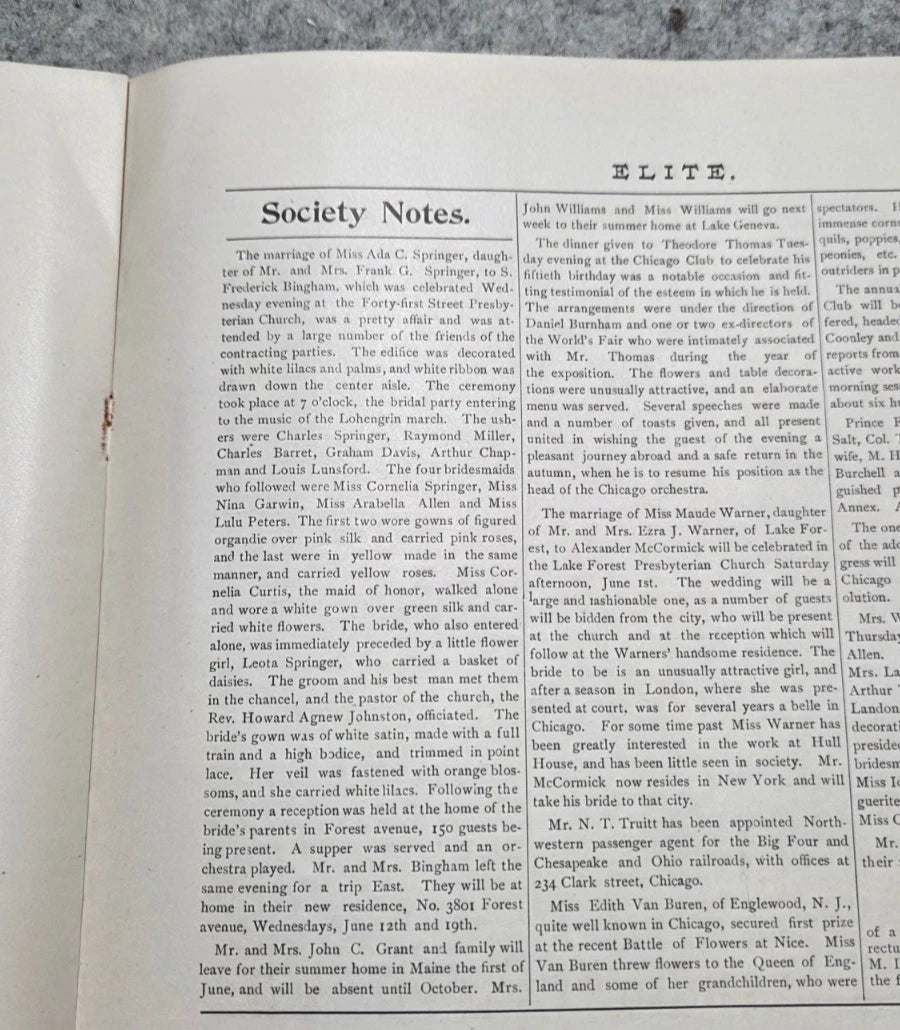 ELITE.
Society Notes.
The marriage of Miss Ada C. Springer, daugh-
ter of Mr. and Mrs. Frank G. Springer, to S.
Frederick Bingham, which was celebrated Wed-
nesday evening at the Forty-first Street Presby-
terian Church, was a pretty affair and was at-
tended by a large number of the friends of the
contracting parties. The edifice was decorated
with white lilacs and palms, and white ribbon was
drawn down the center aisle. The ceremony
took place at 7 o'clock, the bridal party entering
to the music of the Lohengrin march. The ush-
ers were Charles Springer, Raymond Miller,
Charles Barret, Graham Davis, Arthur Chap-
man and Louis Lunsford. The four bridesmaids
who followed were Miss Cornelia Springer, Miss
Nina Garwin, Miss Arabella Allen and Miss
Lulu Peters. The first two wore gowns of figured
organdie over pink silk and carried pink roses,
and the last were in yellow made in the same
manner, and carried yellow roses. Miss Cor-
nelia Curtis, the maid of honor, walked alone
and wore a white gown over green silk and car-
ried white flowers. The bride, who also entered
alone, was immediately preceded by a little flower
girl, Leota Springer, who carried a basket of
daisies. The groom and his best man met them
in the chancel, and the pastor of the church, the
Rev. Howard Agnew Johnston, officiated. The
bride's gown was of white satin, made with a full
train and a high bodice, and trimmed in point
lace. Her veil was fastened with orange blos-
soms, and she carried white lilacs. Following the
ceremony a reception was held at the home of the
bride's parents in Forest avenue, 150 guests be-
ing present. A supper was served and an or-
chestra played. Mr. and Mrs. Bingham left the
same evening for a trip East. They will be at
home in their new residence, No. 3801 Forest
avenue, Wednesdays, June 12th and 19th.
Mr. and Mrs. John C. Grant and family will
leave for their summer home in Maine the first of
June, and will be absent until October. Mrs.
John Williams and Miss Williams will go next
week to their summer home at Lake Geneva.
The dinner given to Theodore Thomas Tues-
day evening at the Chicago Club to celebrate his
fiftieth birthday was a notable occasion and fit-
ting testimonial of the esteem in which he is held.
The arrangements were under the direction of
Daniel Burnham and one or two ex-directors of
the World's Fair who were intimately associated
with Mr. Thomas during the year of
the exposition. The flowers and table decora-
tions were unusually attractive, and an elaborate
menu was served. Several speeches were made
and a number of toasts given, and all present
united in wishing the guest of the evening a
pleasant journey abroad and a safe return in the
autumn, when he is to resume his position as the
head of the Chicago orchestra.
The marriage of Miss Maude Warner, daughter
of Mr. and Mrs. Ezra J. Warner, of Lake For-
est, to Alexander McCormick will be celebrated in
the Lake Forest Presbyterian Church Saturday
afternoon, June 1st. The wedding will be a
large and fashionable one, as a number of guests
will be bidden from the city, who will be present
at the church and at the reception which will
follow at the Warners' handsome residence. The
bride to be is an unusually attractive girl, and
after a season in London, where she was pre-
sented at court, was for several years a belle in
Chicago. For some time past Miss Warner has
been greatly interested in the work at Hull
House, and has been little seen in society. Mr.
McCormick now resides in New York and will
take his bride to that city.
Mr. N. T. Truitt has been appointed North-
western passenger agent for the Big Four and
Chesapeake and Ohio railroads, with offices at
234 Clark street, Chicago.
Miss Edith Van Buren, of Englewood, N. J.,
quite well known in Chicago, secured first prize
at the recent Battle of Flowers at Nice. Miss
Van Buren threw flowers to the Queen of Eng-
land and some of her grandchildren, who were
spectators.
immense
quils, poppies,
peonies, etc.
outriders in
The
Club will
fered,
Coonley and
reports from
active work
morning
about six
Prince
Salt, Col.
wife, M.
Burchell
guished
Annex.
The one
of the
gress will
Chicago
olution.
Mrs.
Thursday
Allen.
Mrs.
Arthur
Landon
preside
Miss
Miss
Mr.
their
of a
M.
the